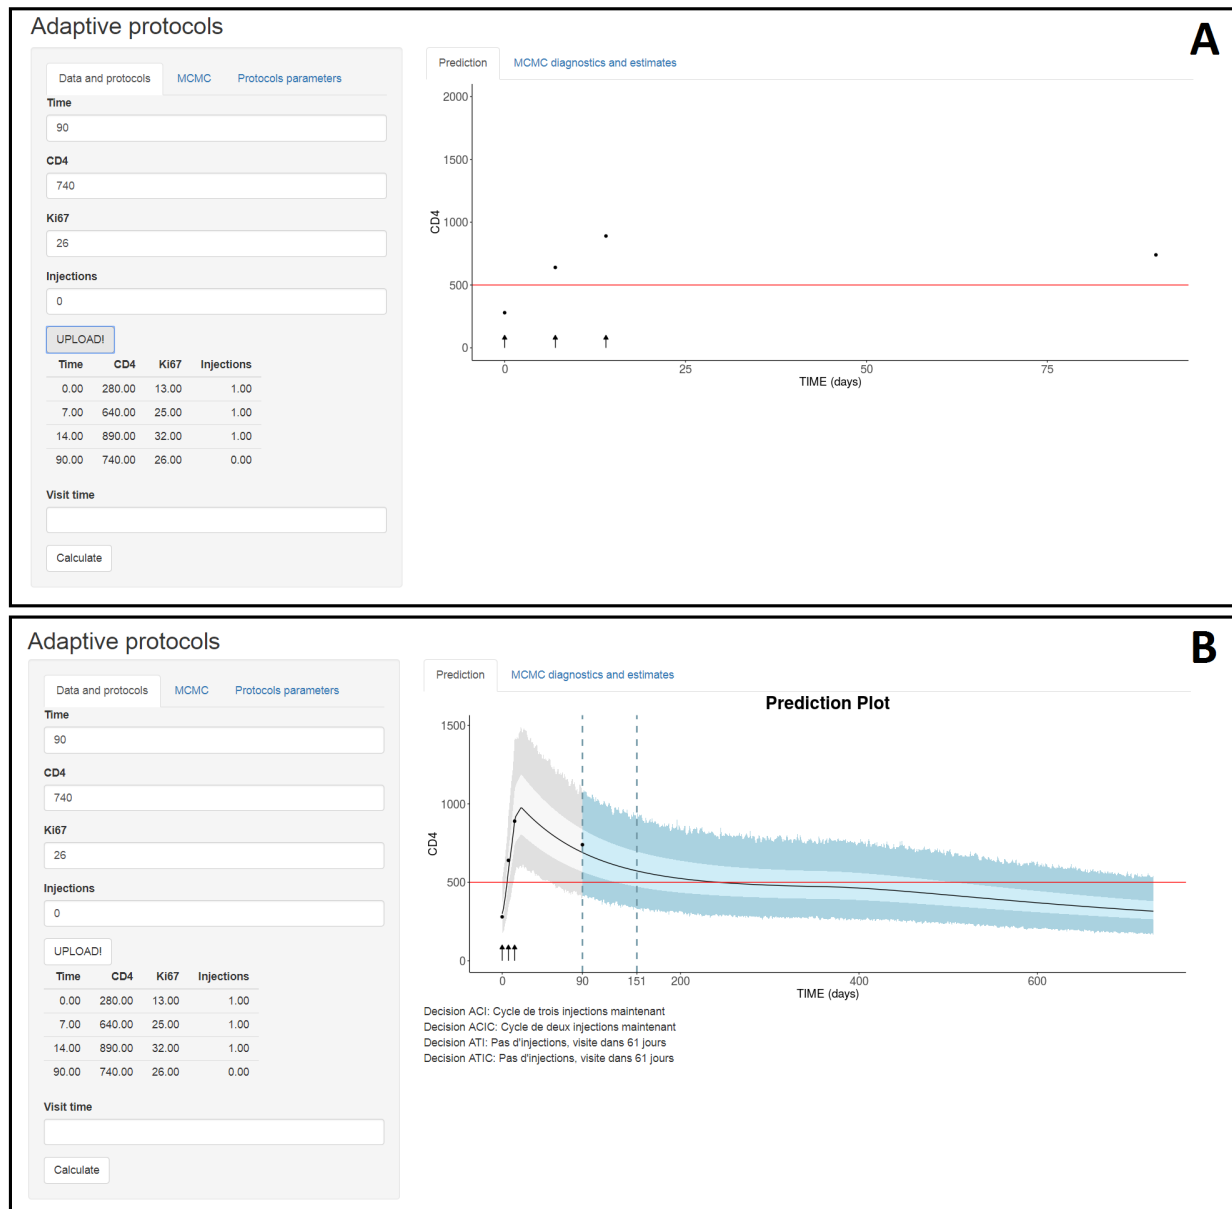 A
Adaptive protocols
Data and protocols MCMC Protocols parameters
Time
90
CD4
740
Ki67
26
Injections
0
UPLOAD!
Time CD4 Ki67 Injections
0.00 280.00 13.00 1.00
7.00 640.00 25.00 1.00
14.00 890.00 32.00 1.00
90.00 740.00 26.00 0.00
Visit time
Calculate
Prediction MCMC diagnostics and estimates
2000
1500
1000
500
0
CD4
0 25 50 75
TIME (days)
B
Adaptive protocols
Data and protocols MCMC Protocols parameters
Time
90
CD4
740
Ki67
26
Injections
0
UPLOAD!
Time CD4 Ki67 Injections
0.00 280.00 13.00 1.00
7.00 640.00 25.00 1.00
14.00 890.00 32.00 1.00
90.00 740.00 26.00 0.00
Visit time
Calculate
Prediction MCMC diagnostics and estimates
Prediction Plot
1500
1000
500
0
CD4
0 90 151 200 400 600
TIME (days)
Decision ACI: Cycle de trois injections maintenant
Decision ACIC: Cycle de deux injections maintenant
Decision ATI: Pas d'injections, visite dans 61 jours
Decision ATIC: Pas d'injections, visite dans 61 jours